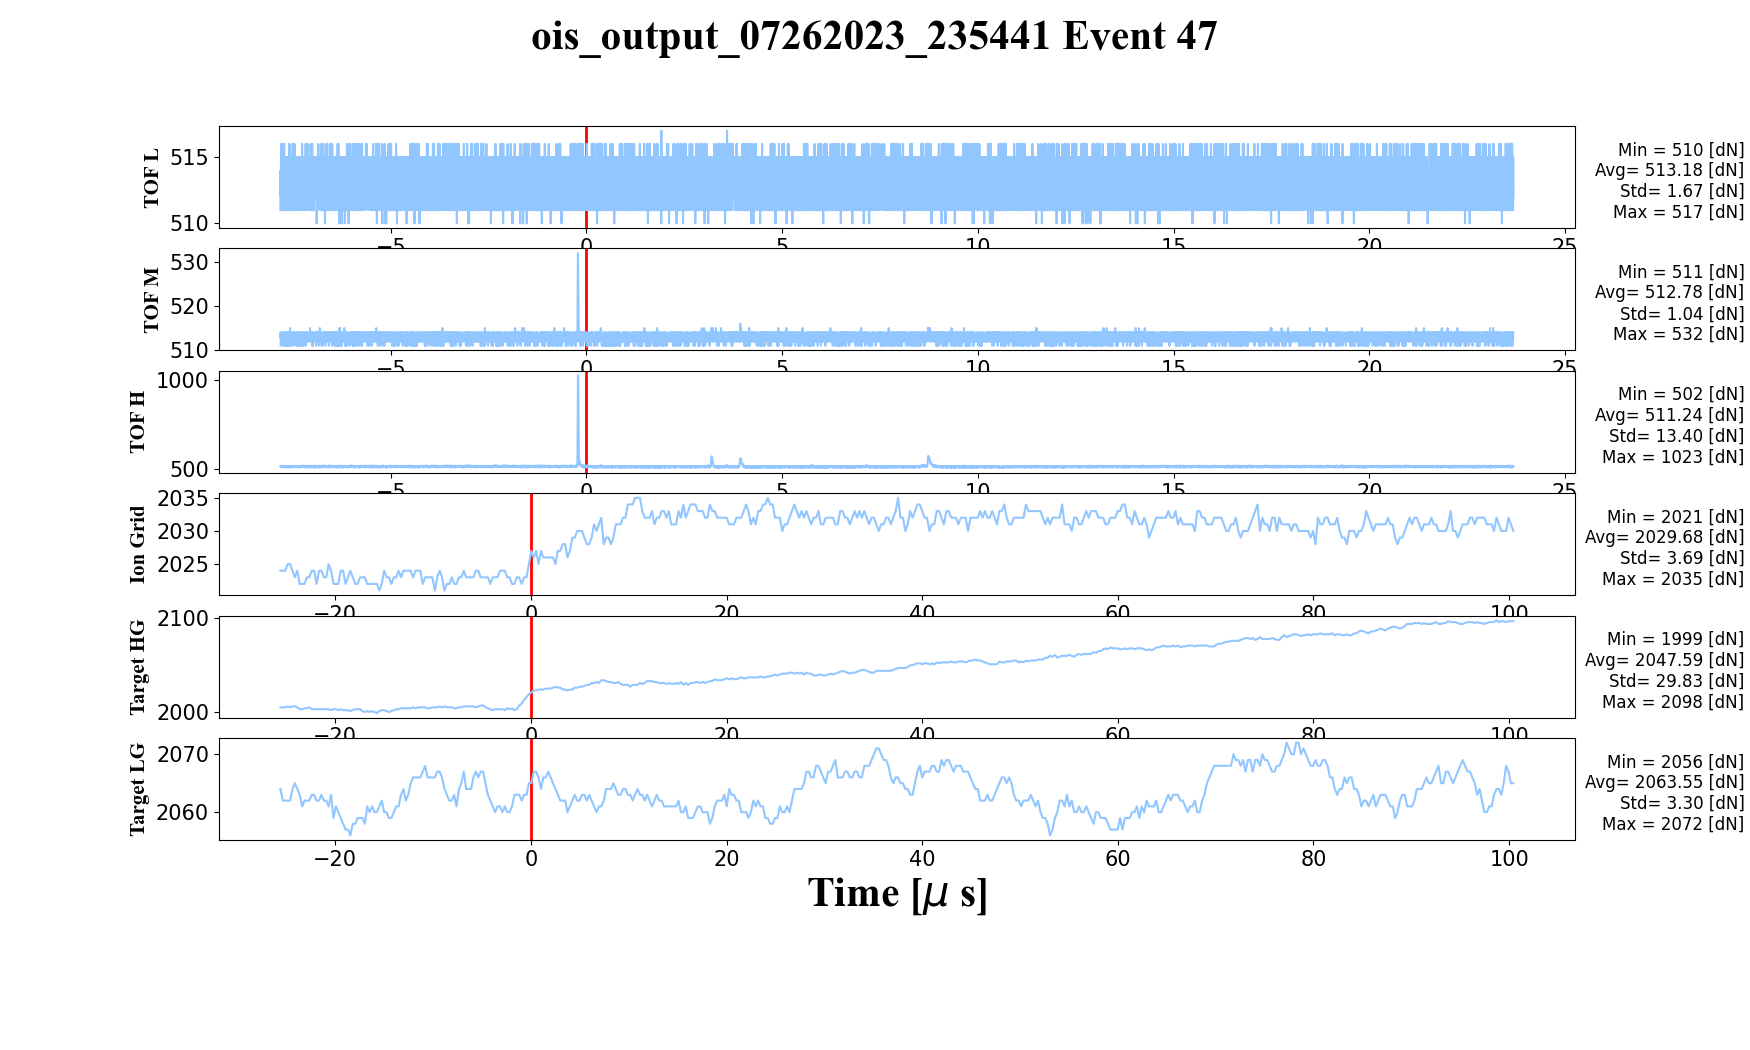 ois_output_07262023_235441 Event 47
TOF L
515
510
−5 0 5 10 15 20 25
Min = 510 [dN]
Avg= 513.18 [dN]
Std= 1.67 [dN]
Max = 517 [dN]
TOF M
530
520
510
−5 0 5 10 15 20 25
Min = 511 [dN]
Avg= 512.78 [dN]
Std= 1.04 [dN]
Max = 532 [dN]
TOF H
1000
500
−5 0 5 10 15 20 25
Min = 502 [dN]
Avg= 511.24 [dN]
Std= 13.40 [dN]
Max = 1023 [dN]
Ion Grid
2035
2030
2025
−20 0 20 40 60 80 100
Min = 2021 [dN]
Avg= 2029.68 [dN]
Std= 3.69 [dN]
Max = 2035 [dN]
Target HG
2100
2000
−20 0 20 40 60 80 100
Min = 1999 [dN]
Avg= 2047.59 [dN]
Std= 29.83 [dN]
Max = 2098 [dN]
Target LG
2070
2060
−20 0 20 40 60 80 100
Min = 2056 [dN]
Avg= 2063.55 [dN]
Std= 3.30 [dN]
Max = 2072 [dN]
Time [μ s]